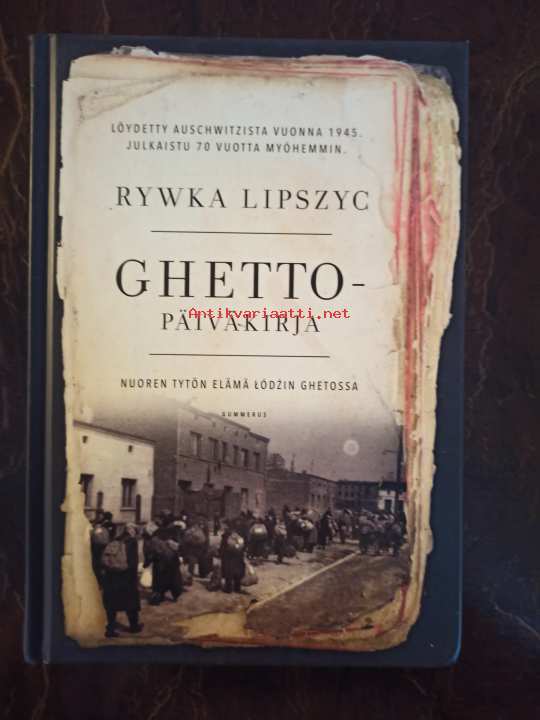 LÖYDETTY AUSCHWITZISTA VUONNA 1945.
JULKAISTU 70 VUOTTA MYÖHEMMIN.
RYWKA LIPSZYC
GHETTO-
Antikvariaatti.net
PÄIVÄKIRJA
NUOREN TYTÖN ELÄMÄ ŁÓDŹIN GHETOSSA
GUMMERUS